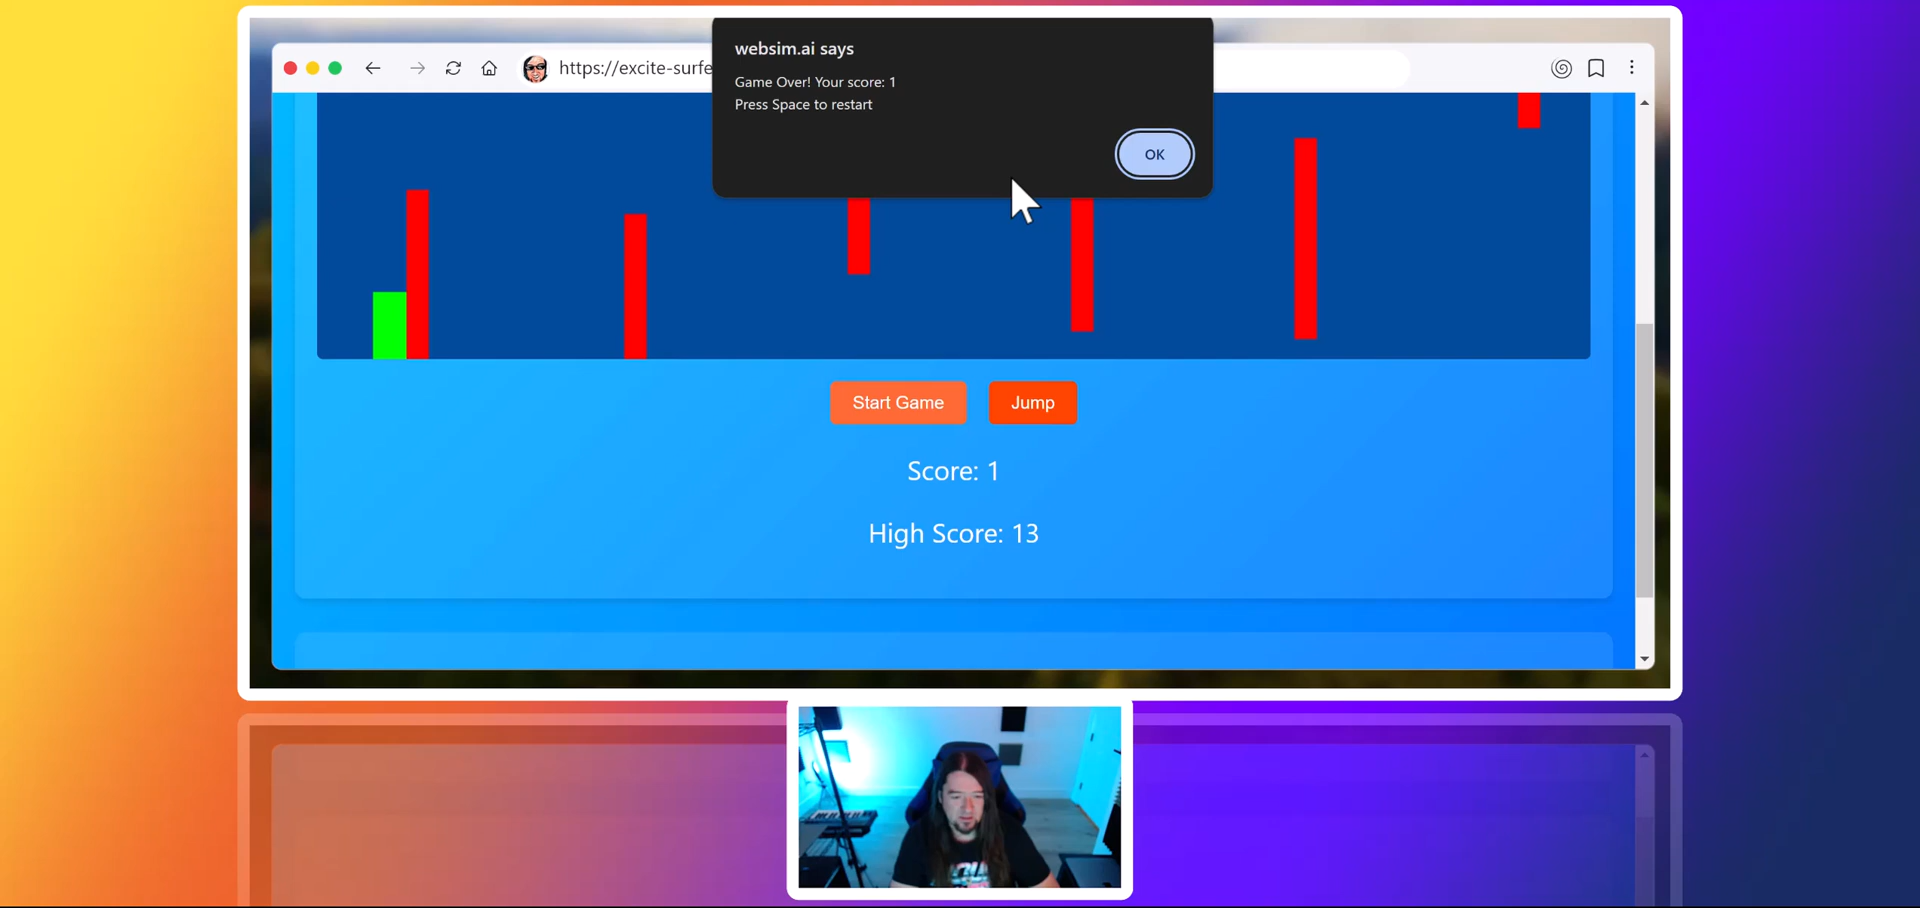 websim.ai says
https://excite-surfe
Game Over! Your score: 1
Press Space to restart
OK
Start Game
Jump
Score: 1
High Score: 13